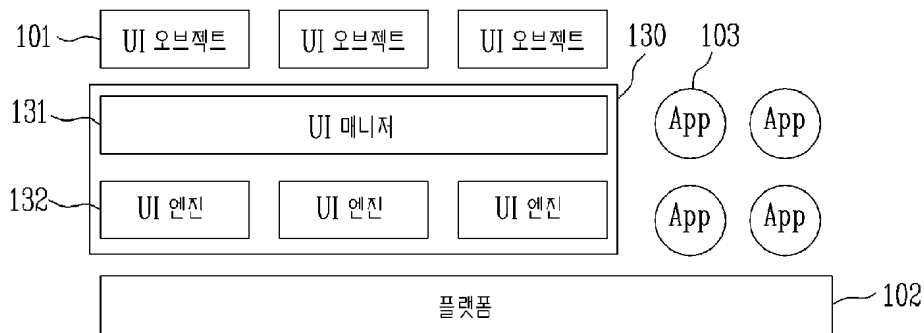 101 UI 오브젝트 UI 오브젝트 UI 오브젝트 130 103
131 UI 매니저 App App
132 UI 엔진 UI 엔진 UI 엔진 App App
플랫폼 102